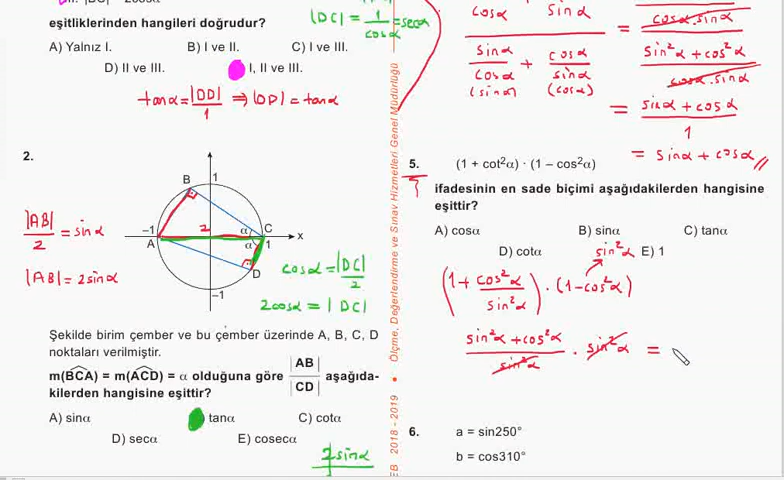 eşitliklerinden hangileri doğrudur?
A) Yalnız I. B) I ve II. C) I ve III.
D) II ve III. I, II ve III.
|DC| = 1/cosα = secα
tanα = |DD|/1 ⇒ |DD| = tanα
2.
B 1
-1 2 C
A α α 1 x
D
-1
|AB|/2 = sinα
|AB| = 2sinα
cosα = |DC|/2
2cosα = |DC|
Şekilde birim çember ve bu çember üzerinde A, B, C, D
noktaları verilmiştir.
m(BCA) = m(ACD) = α olduğuna göre |AB|/|CD| aşağıda-
kilerden hangisine eşittir?
A) sinα tanα C) cotα
D) secα E) cosecα
2sinα
Ölçme, Değerlendirme ve Sınav Hizmetleri Genel Müdürlüğü
2018 - 2019
cosα sinα
sinα/cosα + cosα/sinα
(sinα) (cosα)
= cosα.sinα
sin²α + cos²α
cosα.sinα
= sinα + cosα
1
= sinα + cosα //
5. (1 + cot²α) · (1 – cos²α)
ifadesinin en sade biçimi aşağıdakilerden hangisine
eşittir?
A) cosα B) sinα C) tanα
D) cotα E) 1
sin²α
(1 + cos²α/sin²α) · (1 - cos²α)
sin²α + cos²α/sin²α · sin²α =
6. a = sin250°
b = cos310°